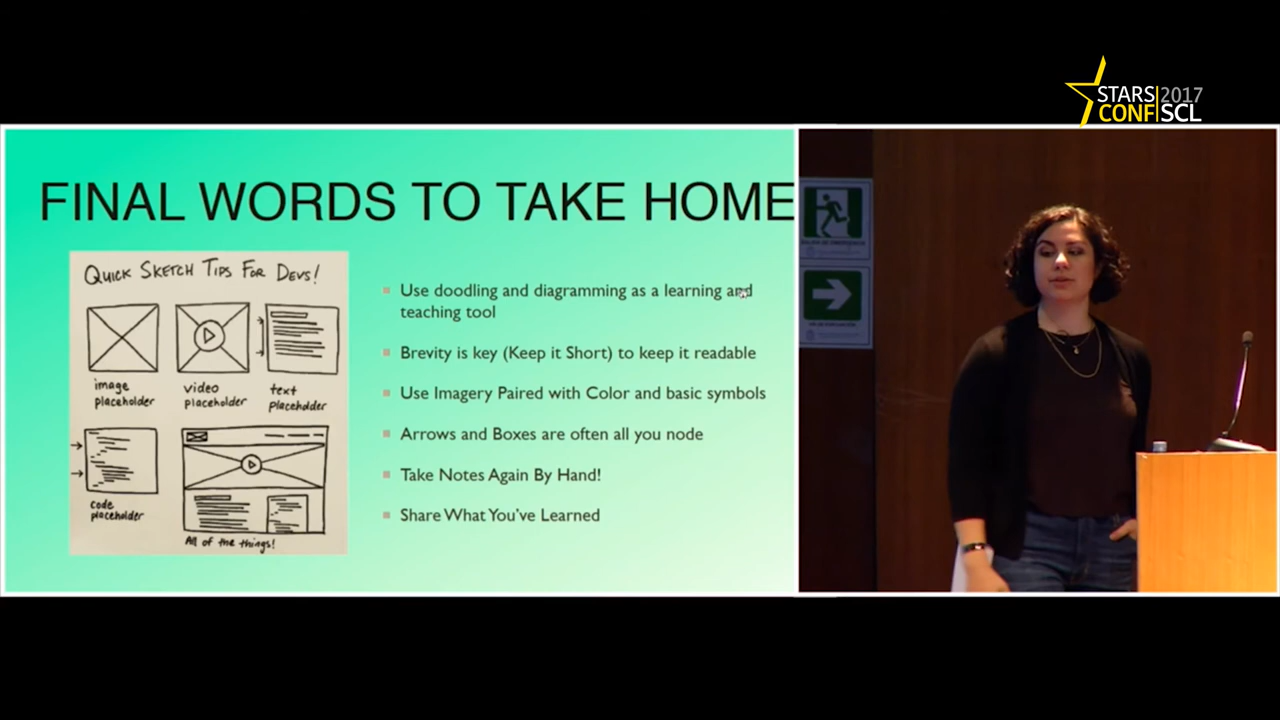 STARS 2017
CONF SCL
FINAL WORDS TO TAKE HOME
QUICK SKETCH TIPS FOR DEVS!
image
placeholder
video
placeholder
text
placeholder
code
placeholder
All of the things!
Use doodling and diagramming as a learning and
teaching tool
Brevity is key (Keep it Short) to keep it readable
Use Imagery Paired with Color and basic symbols
Arrows and Boxes are often all you node
Take Notes Again By Hand!
Share What You've Learned
SALIDA DE EMERGENCIA